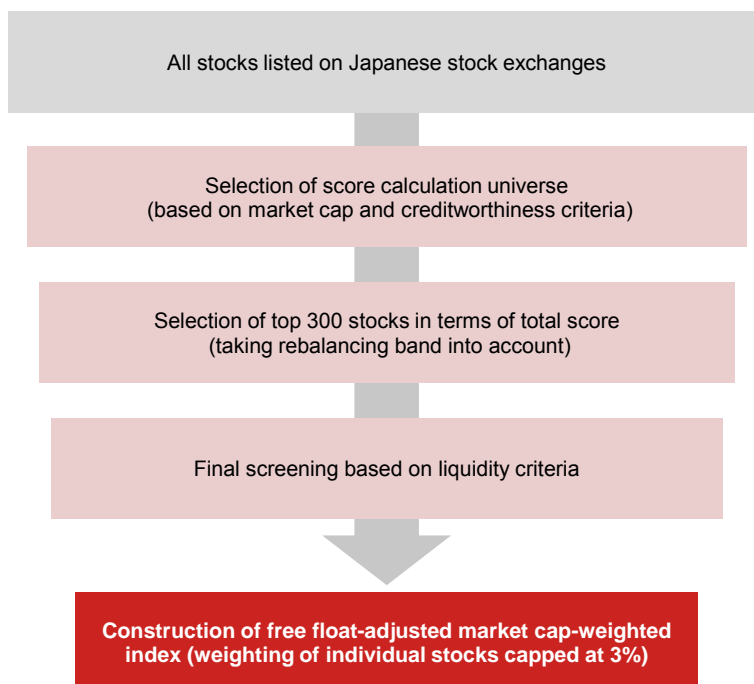 All stocks listed on Japanese stock exchanges
Selection of score calculation universe
(based on market cap and creditworthiness criteria)
Selection of top 300 stocks in terms of total score
(taking rebalancing band into account)
Final screening based on liquidity criteria
Construction of free float-adjusted market cap-weighted
index (weighting of individual stocks capped at 3%)